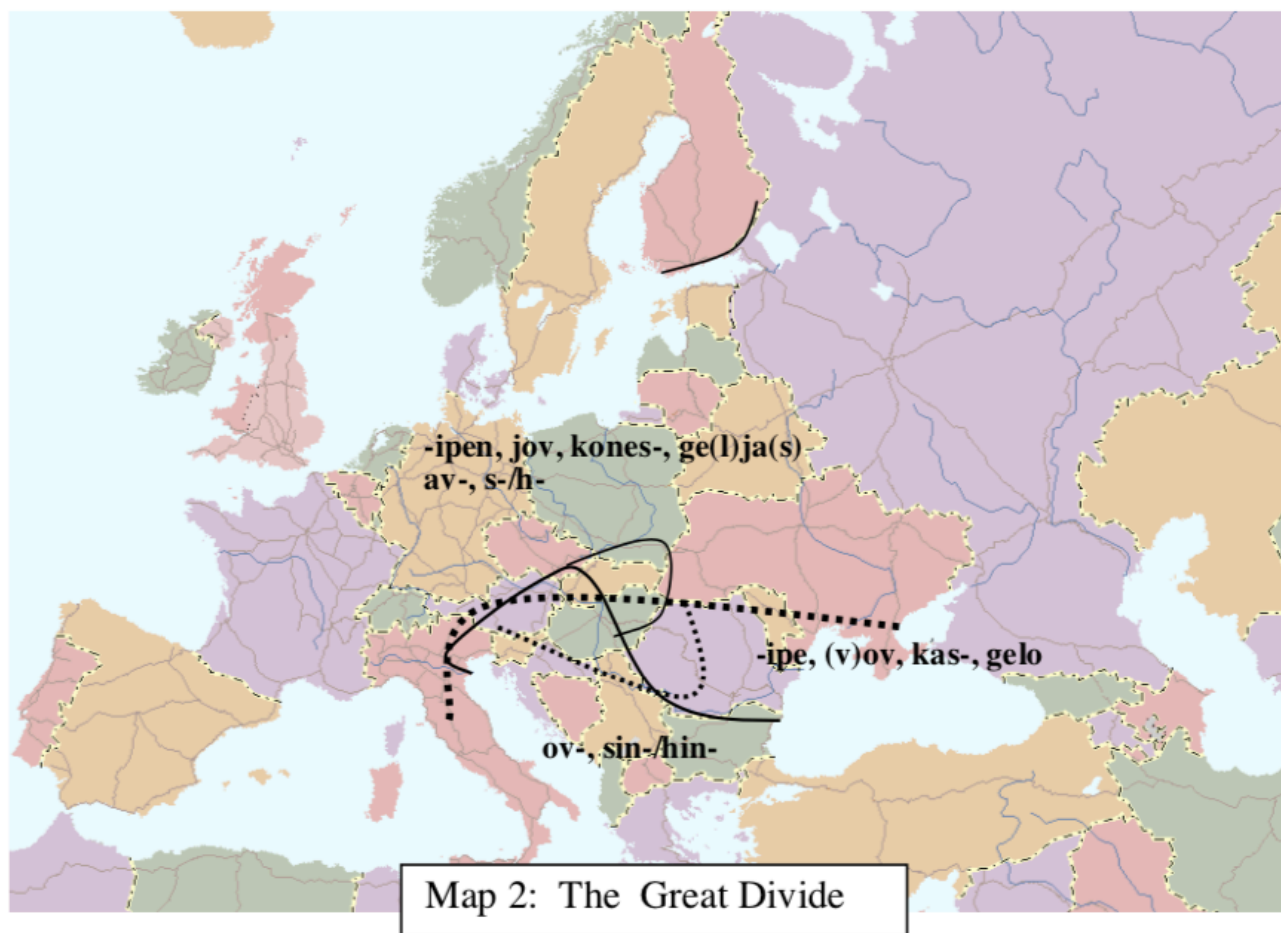 -ipen, jov, kones-, ge(l)ja(s)
av-, s-/h-
-ipe, (v)ov, kas-, gelo
ov-, sin-/hin-
Map 2: The Great Divide